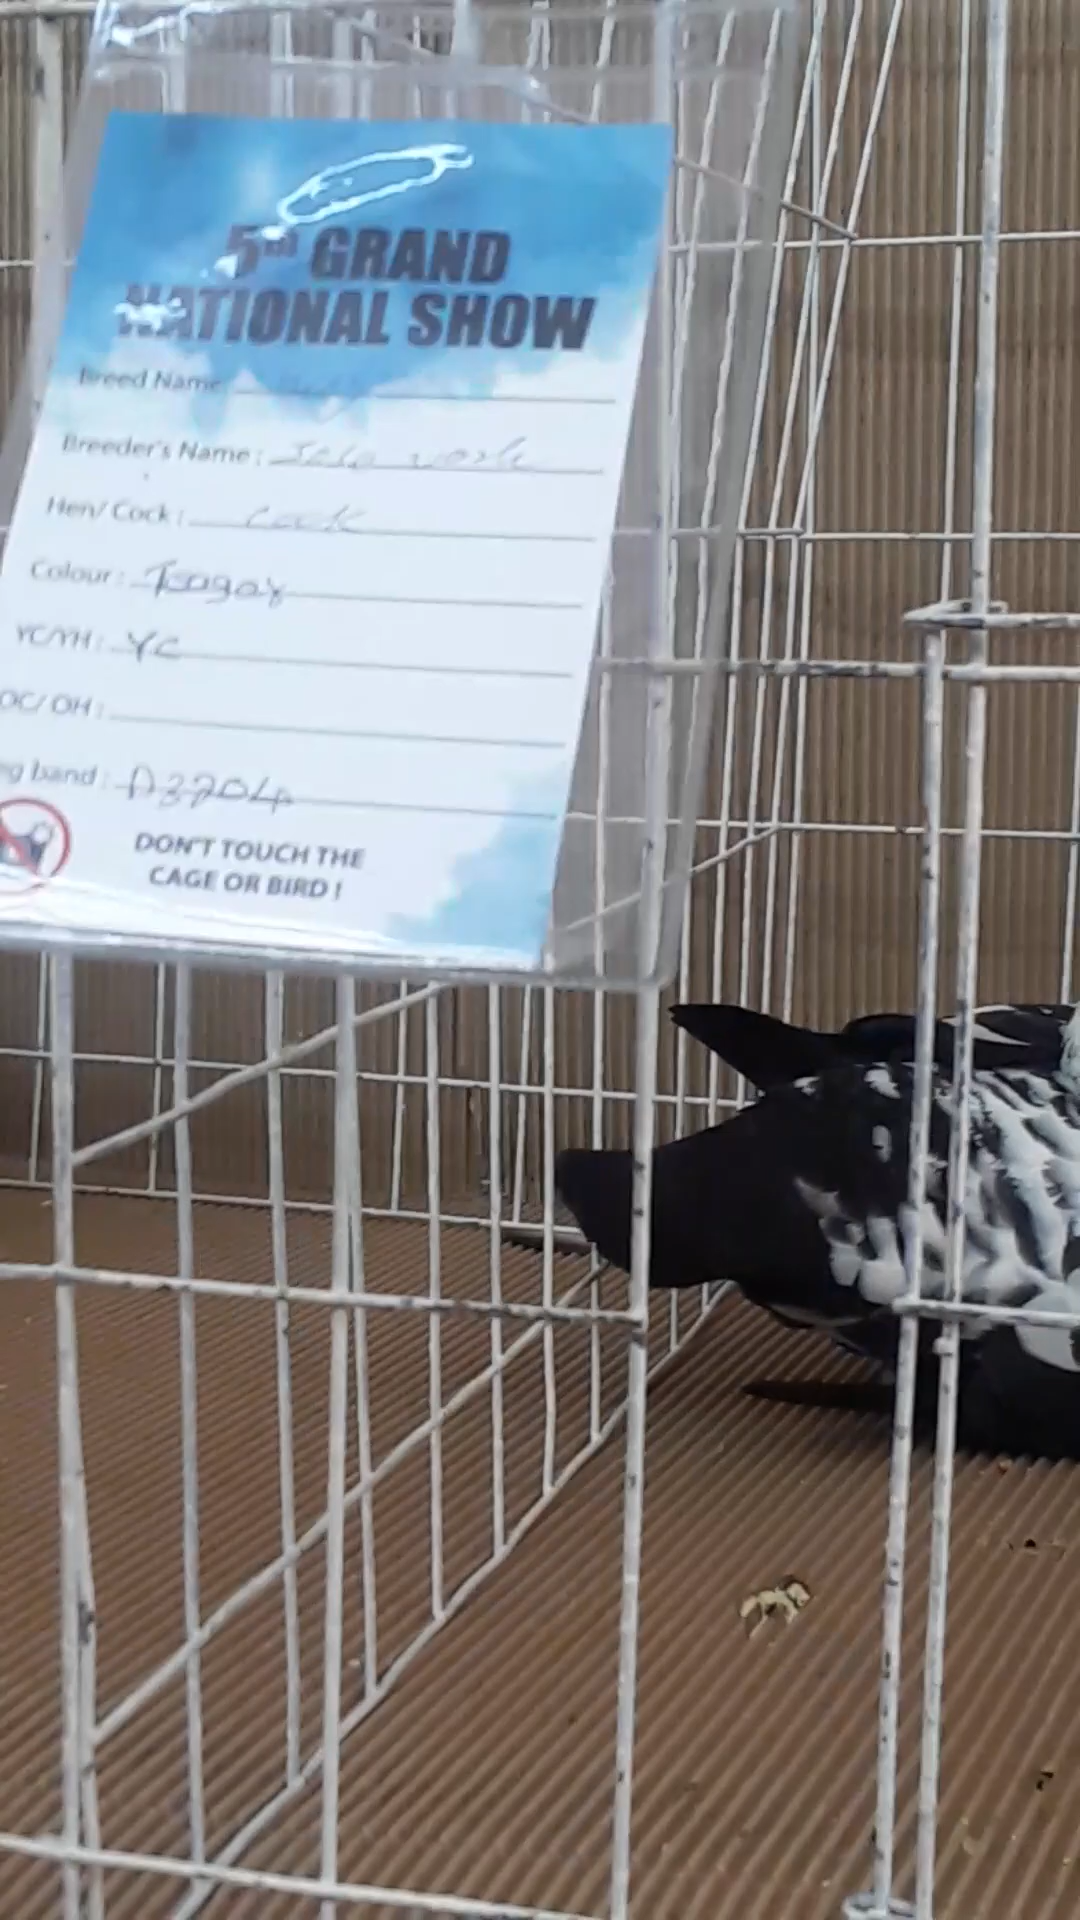 5th GRAND
NATIONAL SHOW
Breed Name
Breeder's Name :
Hen/ Cock : Cock
Colour :
YC/YH : YC
OC/ OH :
eg band :
DON'T TOUCH THE
CAGE OR BIRD !